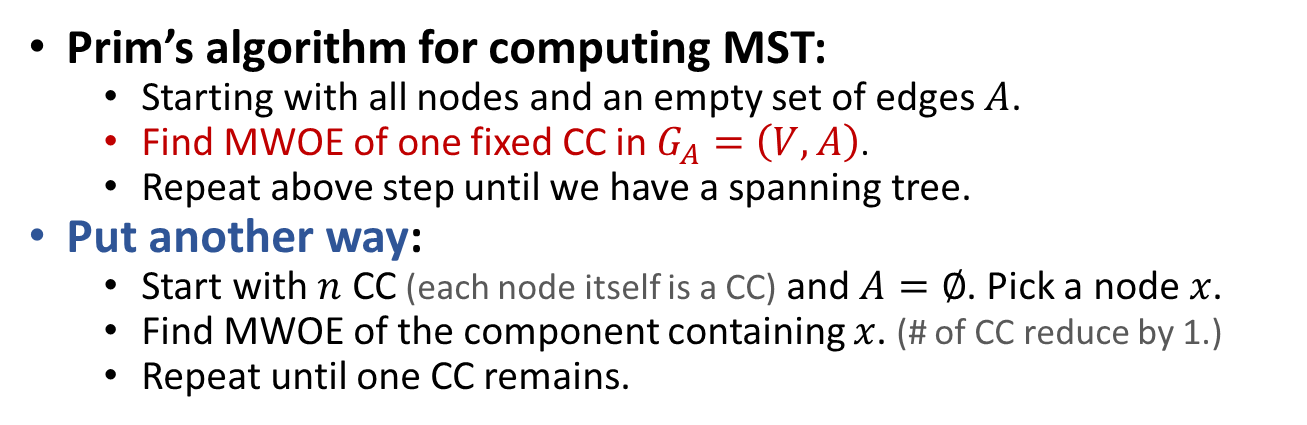 • Prim’s algorithm for computing MST:
• Starting with all nodes and an empty set of edges A.
• Find MWOE of one fixed CC in G_A = (V, A).
• Repeat above step until we have a spanning tree.
• Put another way:
• Start with n CC (each node itself is a CC) and A = ∅. Pick a node x.
• Find MWOE of the component containing x. (# of CC reduce by 1.)
• Repeat until one CC remains.